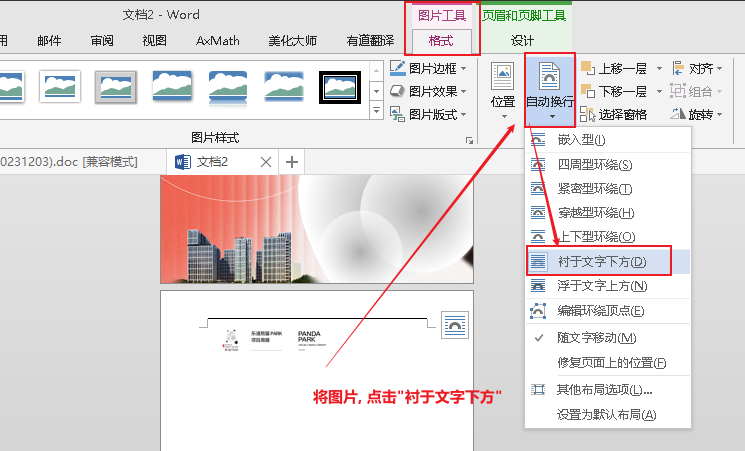 文档2 - Word
图片工具
页眉和页脚工具
用
邮件
审阅
视图
AxMath
美化大师
有道翻译
格式
设计
图片边框
图片效果
图片版式
位置
自动换行
上移一层
下移一层
选择窗格
对齐
组合
旋转
图片样式
0231203).doc [兼容模式]
文档2
嵌入型(I)
四周型环绕(S)
紧密型环绕(T)
穿越型环绕(H)
上下型环绕(O)
衬于文字下方(D)
浮于文字上方(N)
编辑环绕顶点(E)
随文字移动(M)
修复页面上的位置(F)
其他布局选项(L)...
设置为默认布局(A)
乐道熊猫PARK
项目简报
PANDA
PARK
将图片, 点击"衬于文字下方"